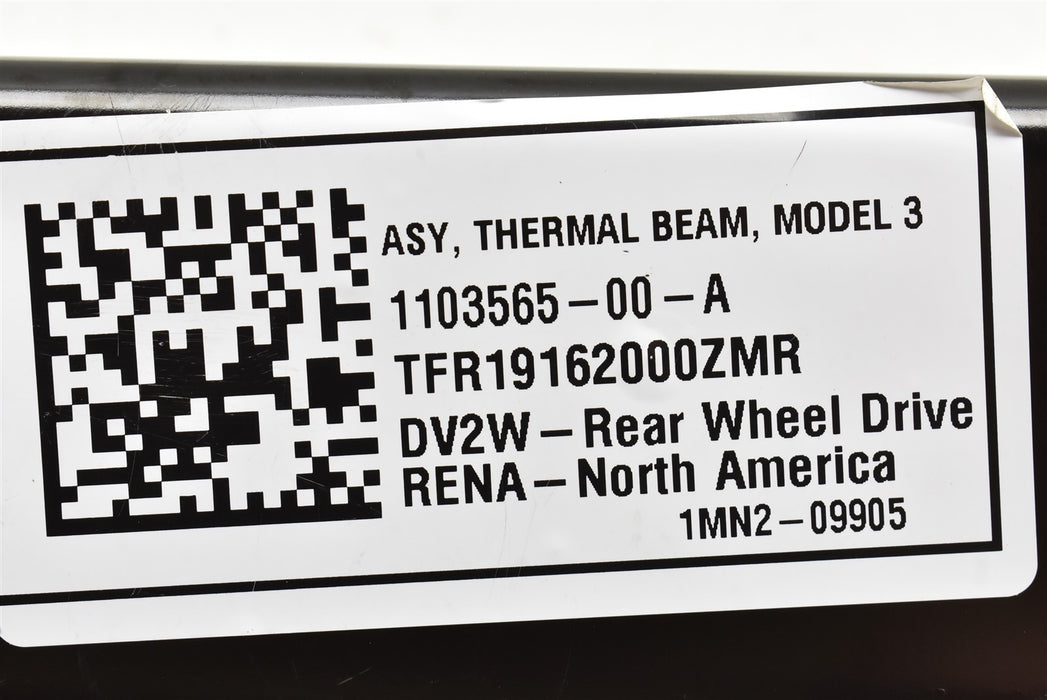 ASY, THERMAL BEAM, MODEL 3
1103565-00-A
TFR19162000ZMR
DV2W-Rear Wheel Drive
RENA-North America
1MN2-09905